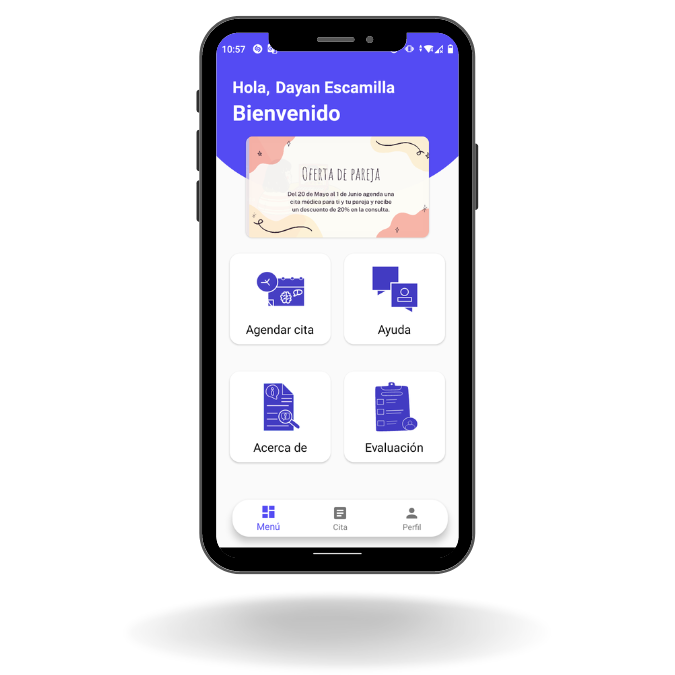 10:57
Hola, Dayan Escamilla
Bienvenido
Oferta de pareja
Del 20 de Mayo al 1 de Junio agenda una
cita médica para ti y tu pareja y recibe
un descuento de 20% en la consulta.
Agendar cita
Ayuda
Acerca de
Evaluación
Menú
Cita
Perfil